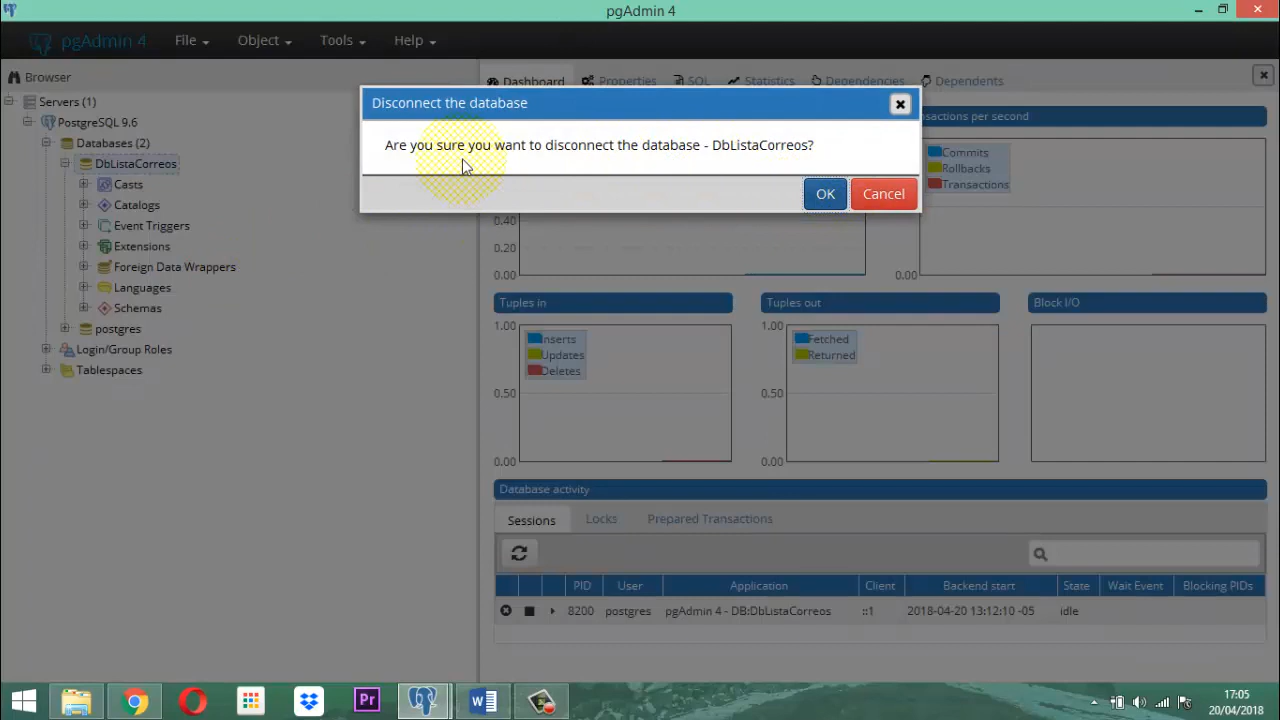 pgAdmin 4
pgAdmin 4 File Object Tools Help
Browser
Servers (1)
PostgreSQL 9.6
Databases (2)
DbListaCorreos
Casts
Catalogs
Event Triggers
Extensions
Foreign Data Wrappers
Languages
Schemas
postgres
Login/Group Roles
Tablespaces
Dashboard Properties SQL Statistics Dependencies Dependents
Disconnect the database
Are you sure you want to disconnect the database - DbListaCorreos?
OK Cancel
per second
Commits
Rollbacks
Transactions
0.40
0.20
0.00
0.00
Tuples in
1.00
0.50
0.00
Inserts
Updates
Deletes
Tuples out
1.00
0.50
0.00
Fetched
Returned
Block I/O
Database activity
Sessions Locks Prepared Transactions
PID User Application Client Backend start State Wait Event Blocking PIDs
8200 postgres pgAdmin 4 - DB:DbListaCorreos ::1 2018-04-20 13:12:10 -05 idle
Pr
17:05
20/04/2018